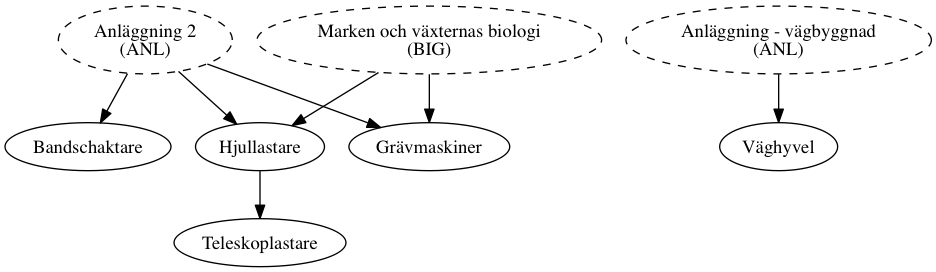 Anläggning 2
(ANL)
Marken och växternas biologi
(BIG)
Anläggning - vägbyggnad
(ANL)
Bandschaktare
Hjullastare
Grävmaskiner
Väghyvel
Teleskoplastare